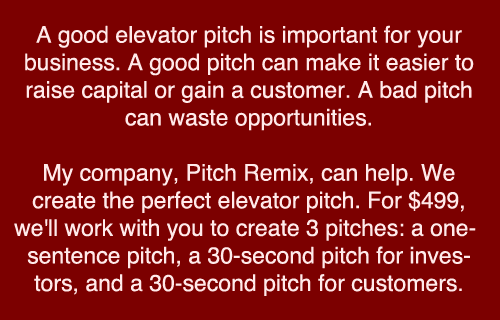 A good elevator pitch is important for your
business. A good pitch can make it easier to
raise capital or gain a customer. A bad pitch
can waste opportunities.
My company, Pitch Remix, can help. We
create the perfect elevator pitch. For $499,
we'll work with you to create 3 pitches: a one-
sentence pitch, a 30-second pitch for inves-
tors, and a 30-second pitch for customers.